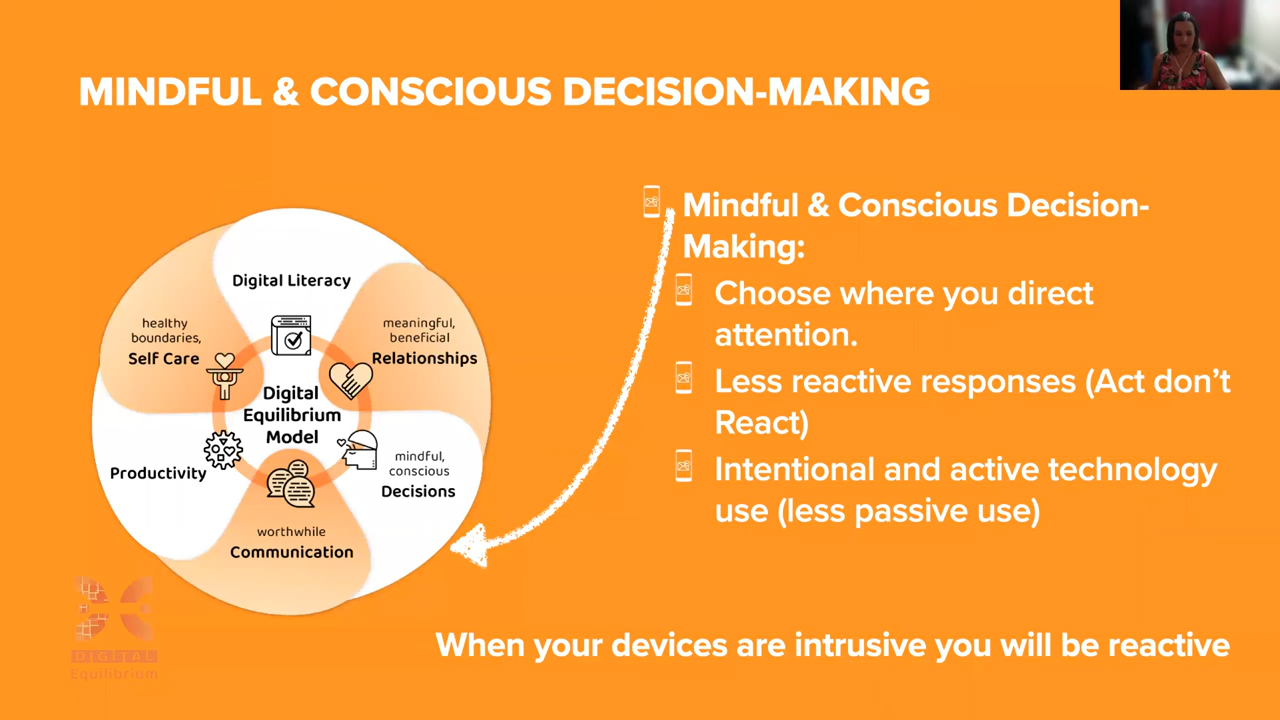 MINDFUL & CONSCIOUS DECISION-MAKING
Digital Literacy
healthy
boundaries,
Self Care
meaningful,
beneficial
Relationships
Digital
Equilibrium
Model
Productivity
mindful,
conscious
Decisions
worthwhile
Communication
Mindful & Conscious Decision-
Making:
Choose where you direct
attention.
Less reactive responses (Act don’t
React)
Intentional and active technology
use (less passive use)
When your devices are intrusive you will be reactive
DIGITAL
Equilibrium